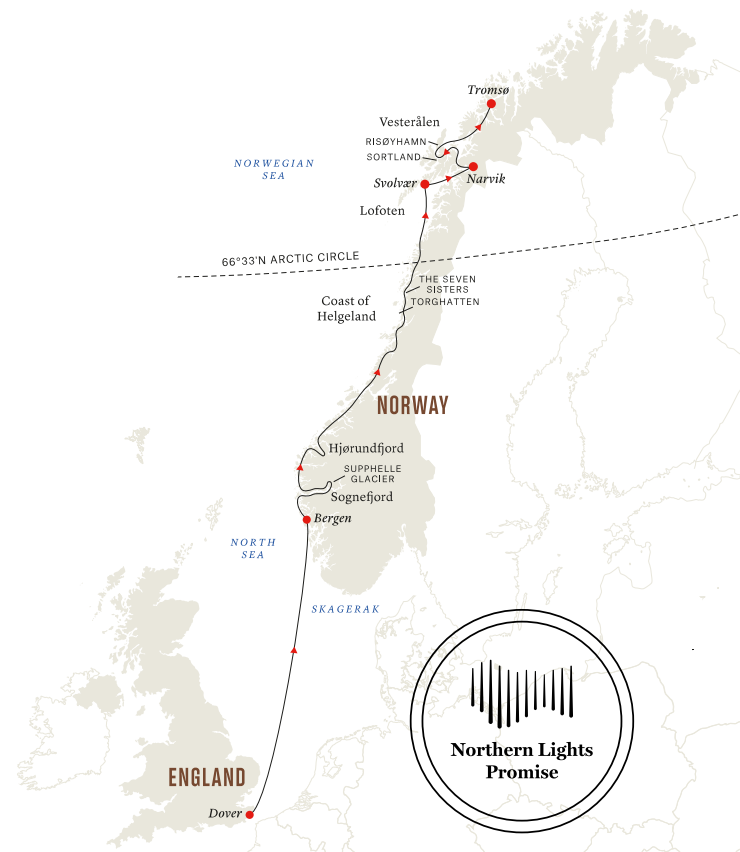 Tromsø
Vesterålen
RISØYHAMN
SORTLAND
NORWEGIAN
SEA
Svolvær
Narvik
Lofoten
66°33'N ARCTIC CIRCLE
THE SEVEN
SISTERS
TORGHATTEN
Coast of
Helgeland
NORWAY
Hjørundfjord
SUPPHELLE
GLACIER
Sognefjord
Bergen
NORTH
SEA
SKAGERAK
Northern Lights
Promise
ENGLAND
Dover